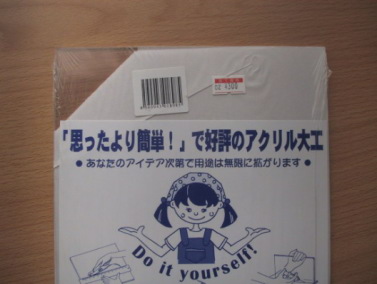 「思ったより簡単！」で好評のアクリル大工
● あなたのアイデア次第で用途は無限に拡がります ●
Do it yourself!